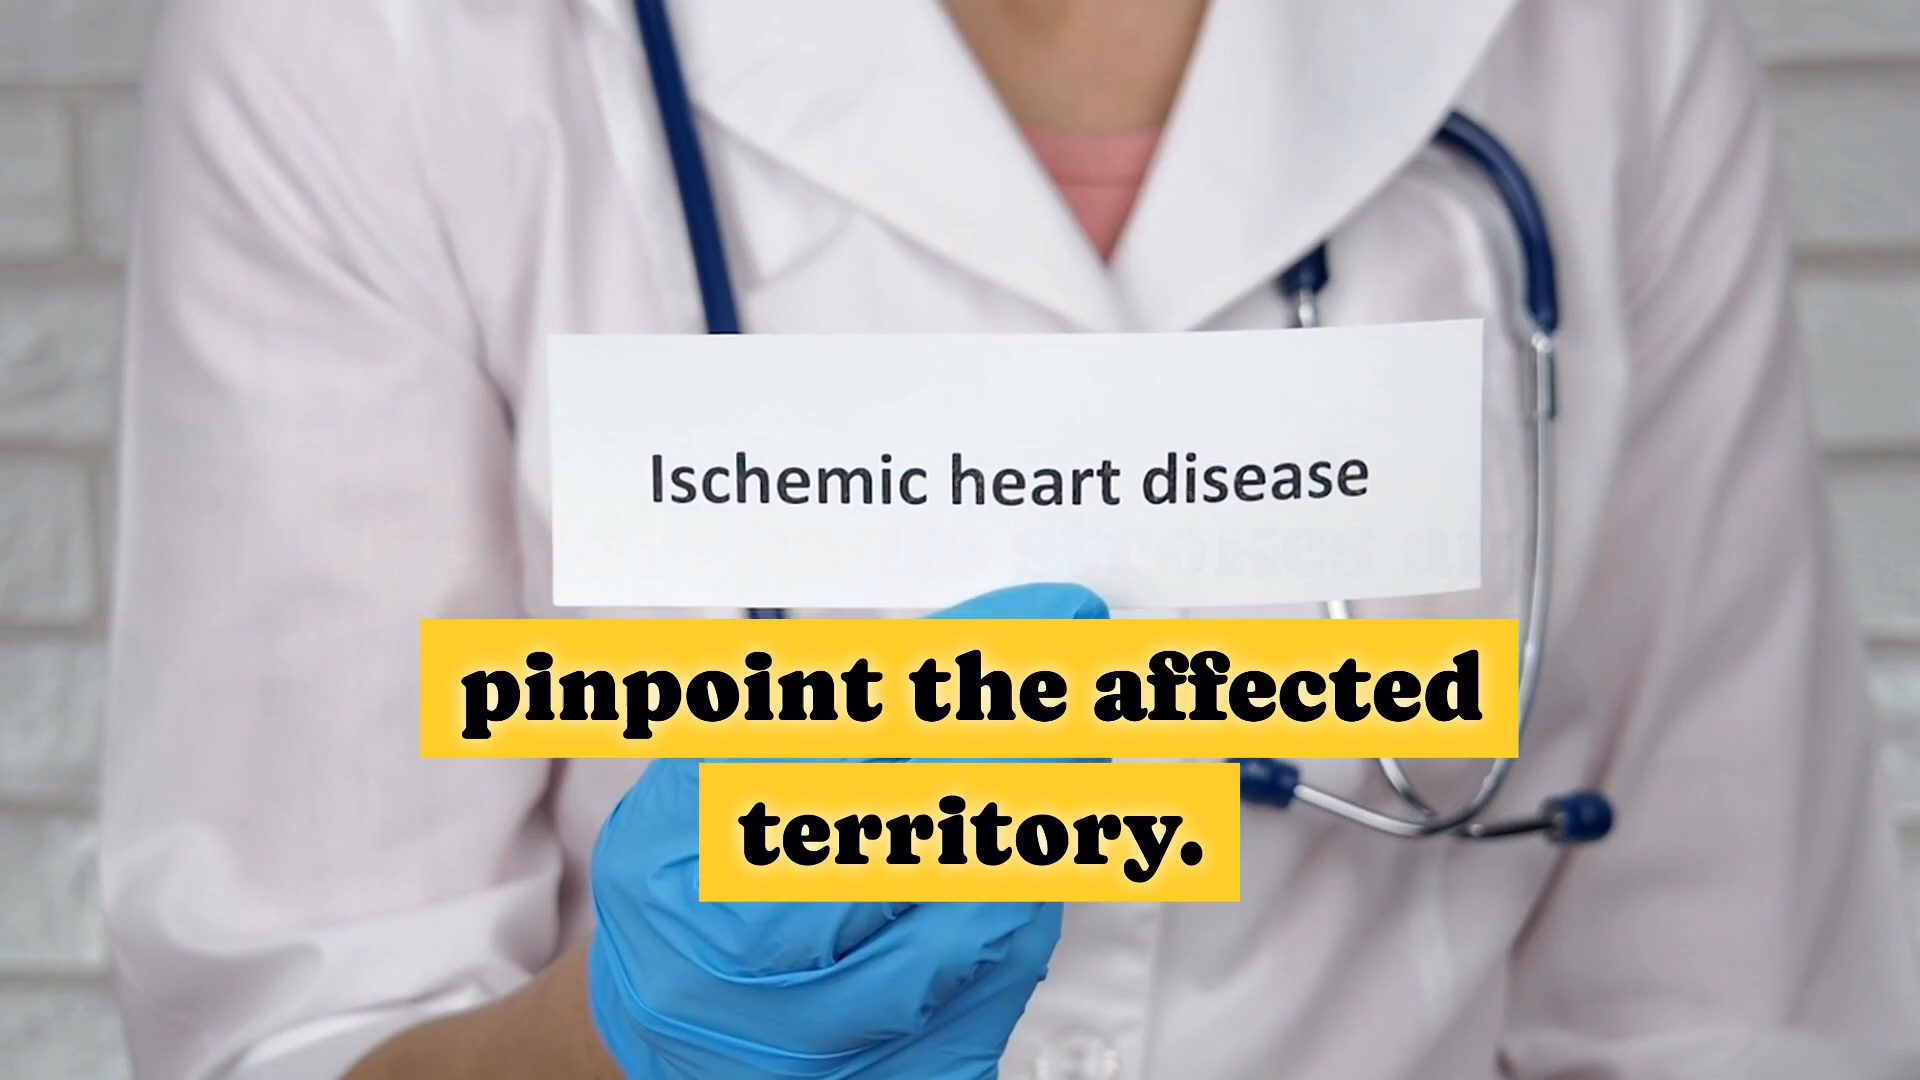 Ischemic heart disease
pinpoint the affected
territory.